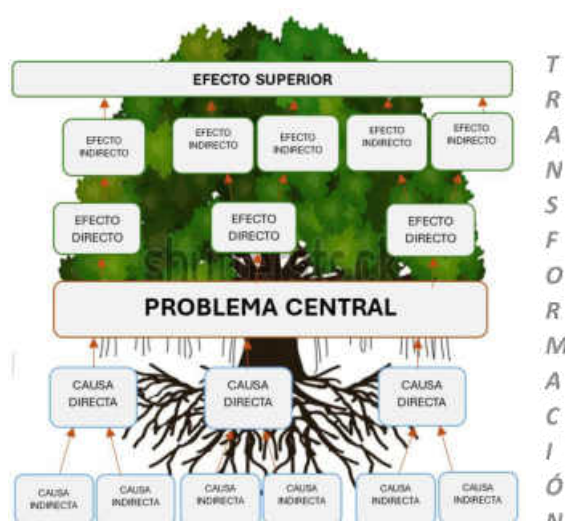 EFECTO SUPERIOR
EFECTO
INDIRECTO
EFECTO
INDIRECTO
EFECTO
INDIRECTO
EFECTO
INDIRECTO
EFECTO
INDIRECTO
EFECTO
DIRECTO
EFECTO
DIRECTO
EFECTO
DIRECTO
PROBLEMA CENTRAL
CAUSA
DIRECTA
CAUSA
DIRECTA
CAUSA
DIRECTA
CAUSA
INDIRECTA
CAUSA
INDIRECTA
CAUSA
INDIRECTA
CAUSA
INDIRECTA
CAUSA
INDIRECTA
CAUSA
INDIRECTA
T
R
A
N
S
F
O
R
M
A
C
I
Ó
N